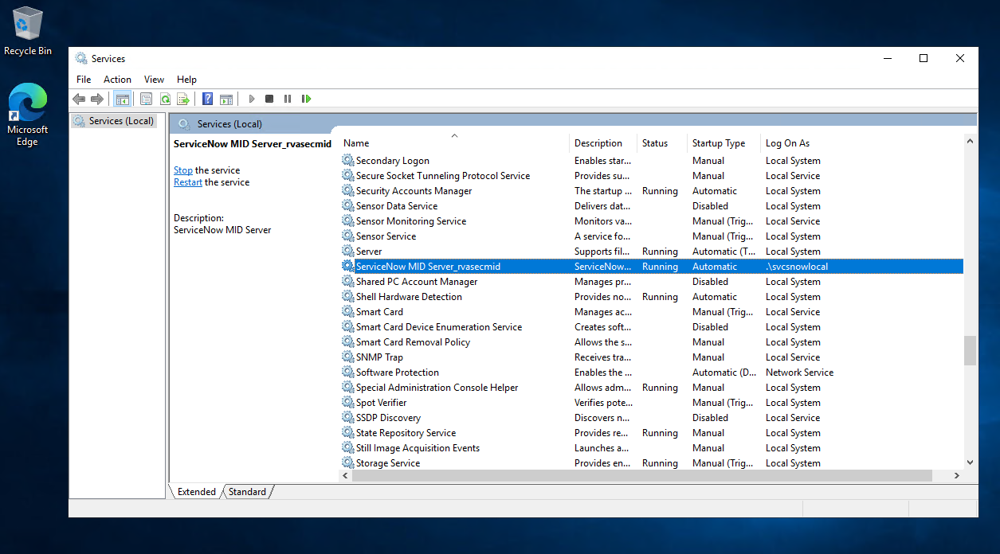 Recycle Bin
Microsoft
Edge
Services
File Action View Help
Services (Local)
Services (Local)
ServiceNow MID Server_rvasecmid
Stop the service
Restart the service
Description:
ServiceNow MID Server
Name Description Status Startup Type Log On As
Secondary Logon Enables star... Manual Local System
Secure Socket Tunneling Protocol Service Provides su... Manual Local Service
Security Accounts Manager The startup ... Running Automatic Local System
Sensor Data Service Delivers dat... Disabled Local System
Sensor Monitoring Service Monitors va... Manual (Trig... Local Service
Sensor Service A service fo... Manual (Trig... Local System
Server Supports fil... Running Automatic (T... Local System
ServiceNow MID Server_rvasecmid ServiceNow... Running Automatic .\svcsnowlocal
Shared PC Account Manager Manages pr... Disabled Local System
Shell Hardware Detection Provides no... Running Automatic Local System
Smart Card Manages ac... Manual (Trig... Local Service
Smart Card Device Enumeration Service Creates soft... Disabled Local System
Smart Card Removal Policy Allows the s... Manual Local System
SNMP Trap Receives tra... Manual Local Service
Software Protection Enables the ... Automatic (D... Network Service
Special Administration Console Helper Allows adm... Running Manual Local System
Spot Verifier Verifies pote... Manual (Trig... Local System
SSDP Discovery Discovers n... Disabled Local Service
State Repository Service Provides re... Running Manual Local System
Still Image Acquisition Events Launches a... Manual Local System
Storage Service Provides en... Running Manual (Trig... Local System
Extended Standard